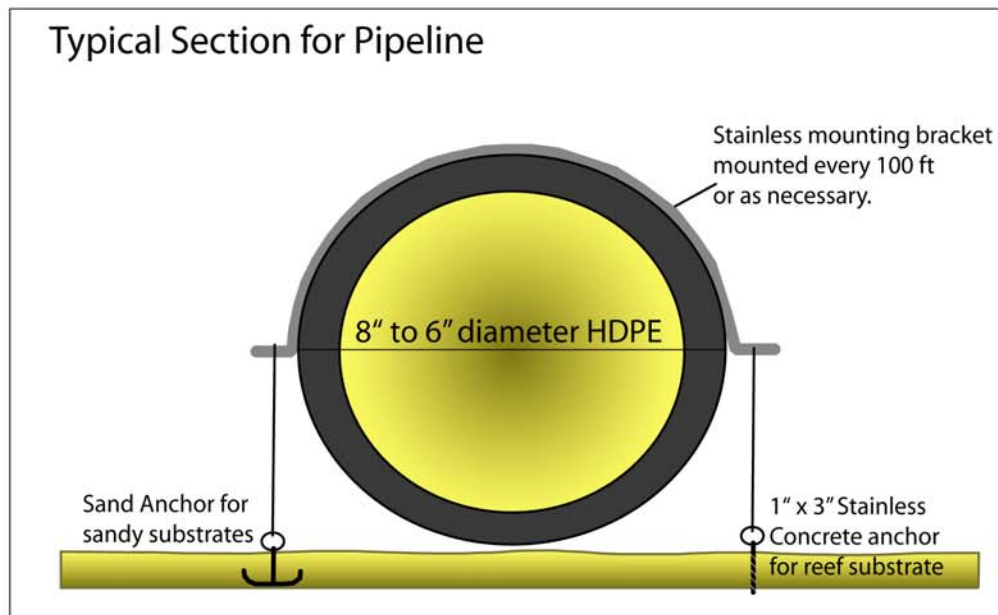 Typical Section for Pipeline
Stainless mounting bracket
mounted every 100 ft
or as necessary.
8“ to 6” diameter HDPE
Sand Anchor for
sandy substrates
1“ x 3” Stainless
Concrete anchor
for reef substrate